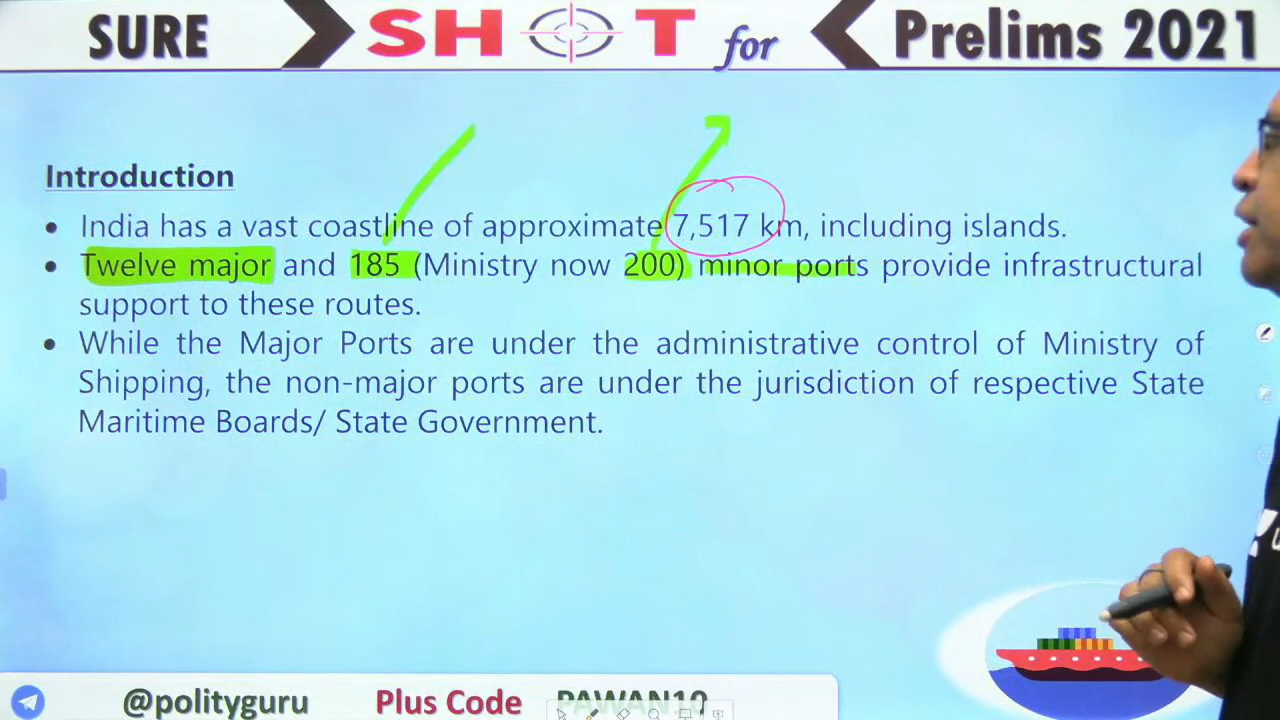 SURE SHOT for Prelims 2021
Introduction
• India has a vast coastline of approximate 7,517 km, including islands.
• Twelve major and 185 (Ministry now 200) minor ports provide infrastructural
support to these routes.
• While the Major Ports are under the administrative control of Ministry of
Shipping, the non-major ports are under the jurisdiction of respective State
Maritime Boards/ State Government.
@polityguru Plus Code PAWAN10